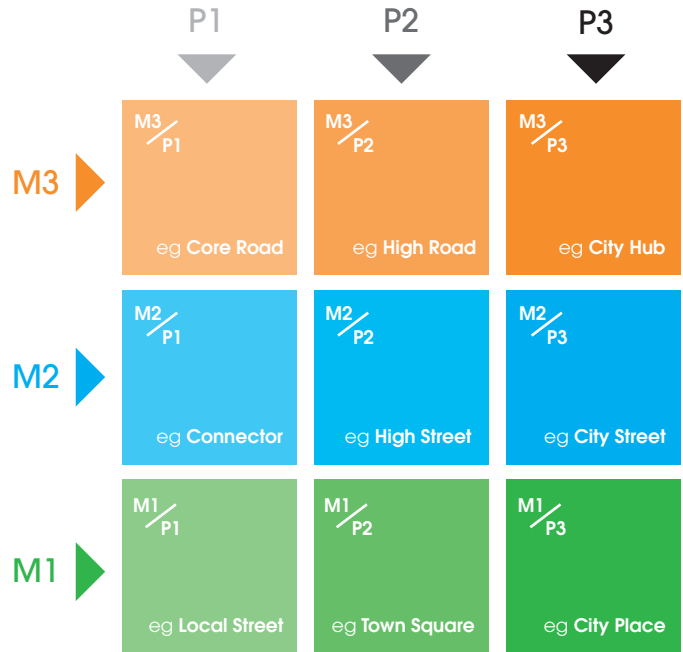 P1 P2 P3
M3
M3/P1
M3/P2
M3/P3
eg Core Road
eg High Road
eg City Hub
M2
M2/P1
M2/P2
M2/P3
eg Connector
eg High Street
eg City Street
M1
M1/P1
M1/P2
M1/P3
eg Local Street
eg Town Square
eg City Place